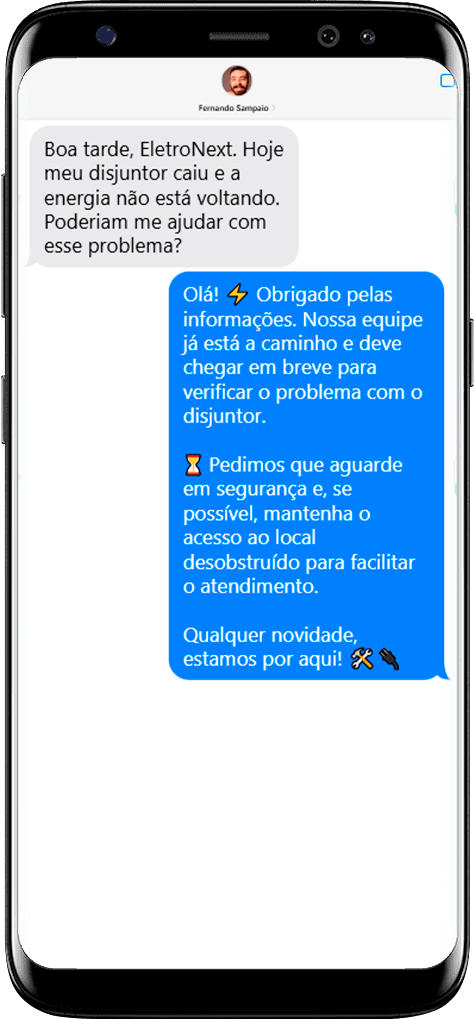 Fernando Sampaio
Boa tarde, EletroNext. Hoje
meu disjuntor caiu e a
energia não está voltando.
Poderiam me ajudar com
esse problema?
Olá! ⚡ Obrigado pelas
informações. Nossa equipe
já está a caminho e deve
chegar em breve para
verificar o problema com o
disjuntor.
⏳ Pedimos que aguarde
em segurança e, se
possível, mantenha o
acesso ao local
desobstruído para facilitar
o atendimento.
Qualquer novidade,
estamos por aqui! 🛠️🔌